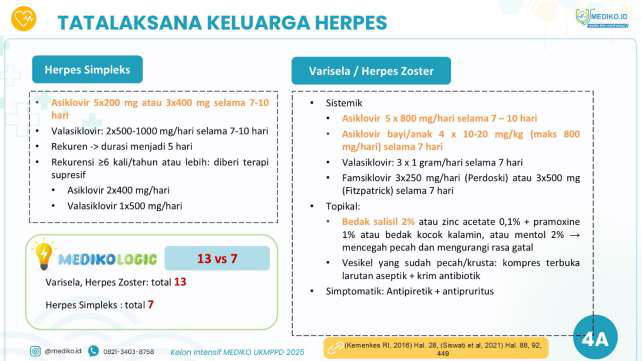 TATALAKSANA KELUARGA HERPES
MEDIKO.ID
Herpes Simpleks
• Asiklovir 5x200 mg atau 3x400 mg selama 7-10
hari
• Valasiklovir: 2x500-1000 mg/hari selama 7-10 hari
• Rekuren -> durasi menjadi 5 hari
• Rekurensi ≥6 kali/tahun atau lebih: diberi terapi
supresif
• Asiklovir 2x400 mg/hari
• Valasiklovir 1x500 mg/hari
MEDIKOLOGIC
13 vs 7
Varisela, Herpes Zoster: total 13
Herpes Simpleks : total 7
Varisela / Herpes Zoster
• Sistemik
• Asiklovir 5 x 800 mg/hari selama 7 – 10 hari
• Asiklovir bayi/anak 4 x 10-20 mg/kg (maks 800
mg/hari) selama 7 hari
• Valasiklovir: 3 x 1 gram/hari selama 7 hari
• Famsiklovir 3x250 mg/hari (Perdoski) atau 3x500 mg
(Fitzpatrick) selama 7 hari
• Topikal:
• Bedak salisil 2% atau zinc acetate 0,1% + pramoxine
1% atau bedak kocok kalamin, atau mentol 2% →
mencegah pecah dan mengurangi rasa gatal
• Vesikel yang sudah pecah/krusta: kompres terbuka
larutan aseptik + krim antibiotik
• Simptomatik: Antipiretik + antipruritus
@mediko.id
0821-3403-8758
Kelon Intensif MEDIKO UKMPPD 2025
(Kemenkes RI, 2016) Hal. 28, (Siswati et al, 2021) Hal. 88, 92,
449
4A